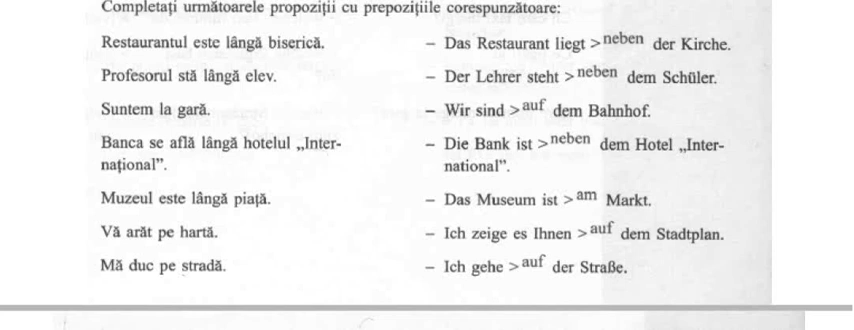 Completați următoarele propoziții cu prepozițiile corespunzătoare:
Restaurantul este lângă biserică. – Das Restaurant liegt >neben der Kirche.
Profesorul stă lângă elev. – Der Lehrer steht >neben dem Schüler.
Suntem la gară. – Wir sind >auf dem Bahnhof.
Banca se află lângă hotelul „Inter- – Die Bank ist >neben dem Hotel „Inter-
național”. national”.
Muzeul este lângă piață. – Das Museum ist >am Markt.
Vă arăt pe hartă. – Ich zeige es Ihnen >auf dem Stadtplan.
Mă duc pe stradă. – Ich gehe >auf der Straße.